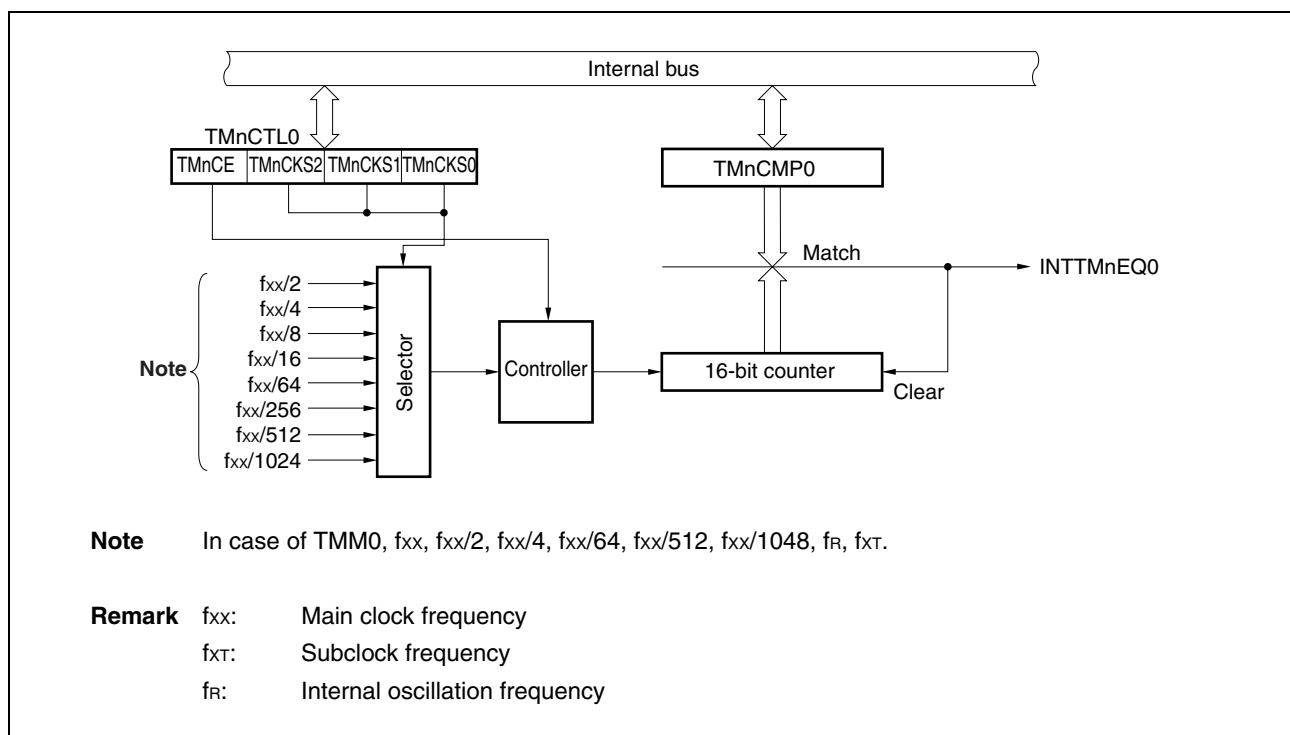 Internal bus
TMnCTL0
TMnCE TMnCKS2 TMnCKS1 TMnCKS0
TMnCMP0
Match
INTTMnEQ0
Note
fxx/2
fxx/4
fxx/8
fxx/16
fxx/64
fxx/256
fxx/512
fxx/1024
Selector
Controller
16-bit counter
Clear
Note In case of TMM0, fxx, fxx/2, fxx/4, fxx/64, fxx/512, fxx/1048, fR, fXT.
Remark fxx: Main clock frequency
fXT: Subclock frequency
fR: Internal oscillation frequency